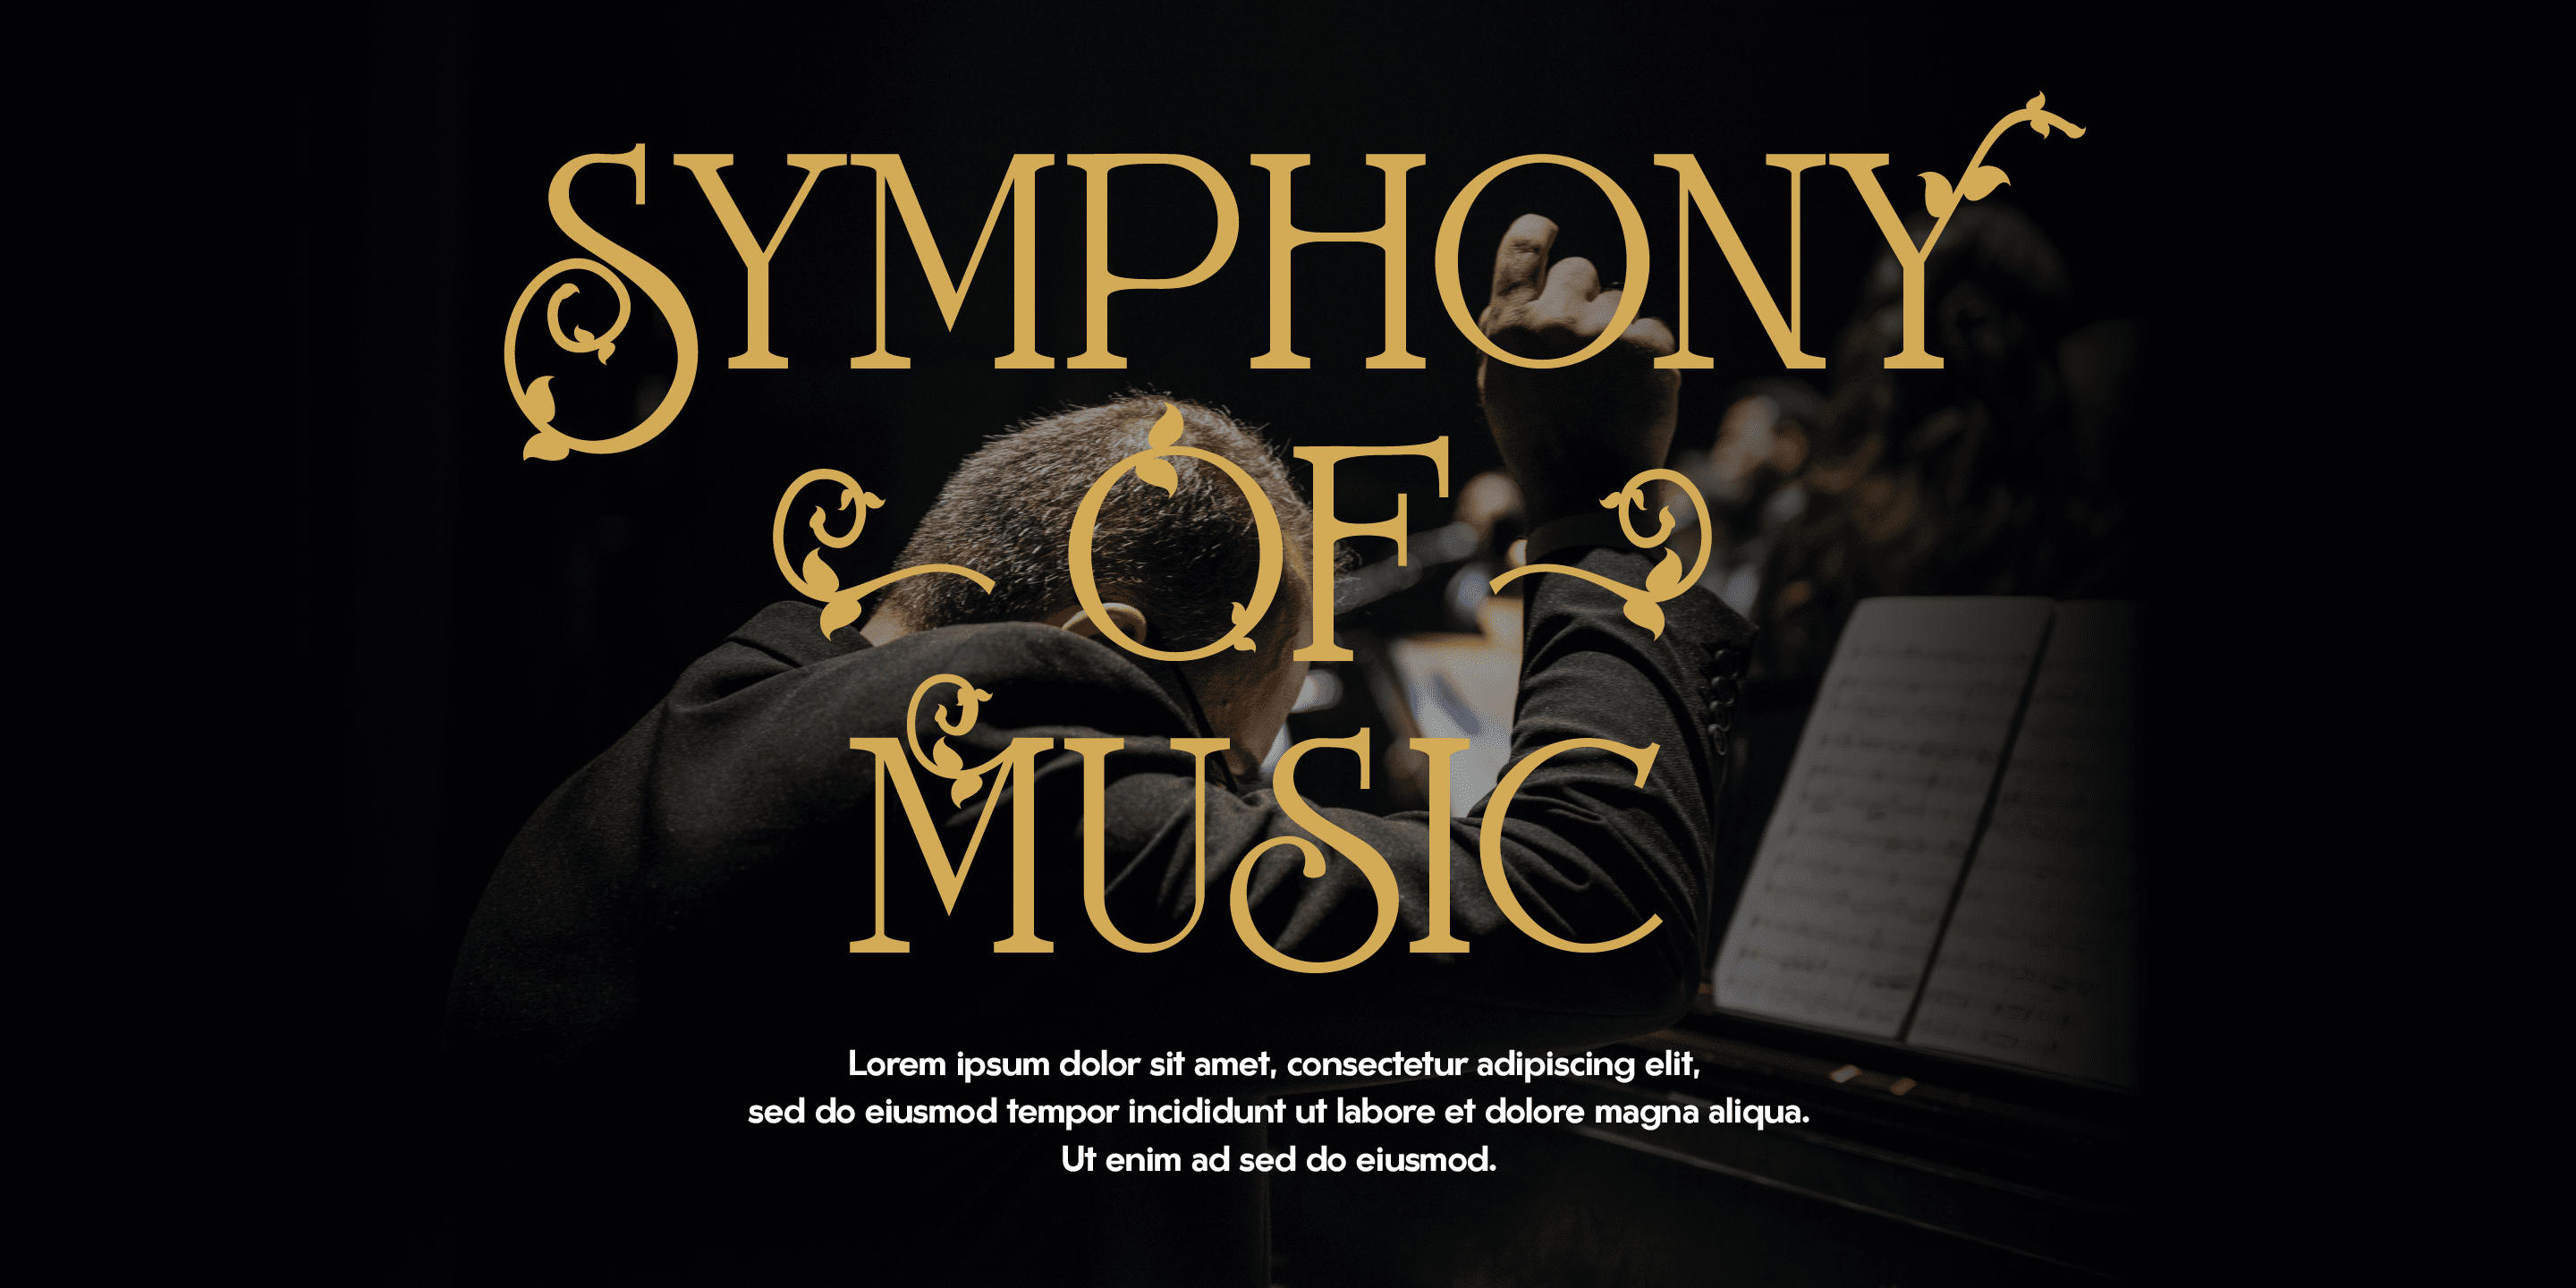 SYMPHONY
OF
MUSIC
Lorem ipsum dolor sit amet, consectetur adipiscing elit,
sed do eiusmod tempor incididunt ut labore et dolore magna aliqua.
Ut enim ad sed do eiusmod.